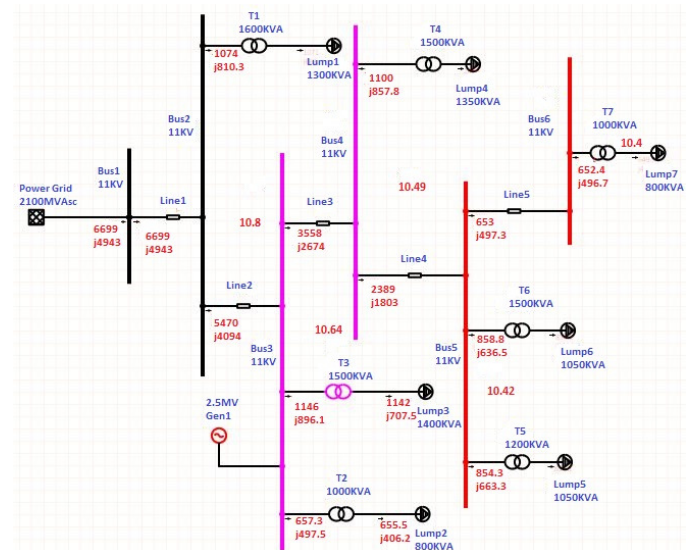 Power Grid
2100MVAsc
Bus1
11KV
6699
j4943
6699
j4943
Line1
Bus2
11KV
T1
1600KVA
1074
j810.3
Lump1
1300KVA
Line2
5470
j4094
10.8
Bus3
11KV
2.5MV
Gen1
Line3
3558
j2674
10.64
T3
1500KVA
1146
j896.1
1142
j707.5
Lump3
1400KVA
T2
1000KVA
657.3
j497.5
655.5
j406.2
Lump2
800KVA
Bus4
11KV
T4
1500KVA
1100
j857.8
Lump4
1350KVA
10.49
Line4
2389
j1803
Bus5
11KV
Line5
653
j497.3
T6
1500KVA
858.8
j636.5
Lump6
1050KVA
10.42
T5
1200KVA
854.3
j663.3
Lump5
1050KVA
Bus6
11KV
T7
1000KVA
10.4
652.4
j496.7
Lump7
800KVA